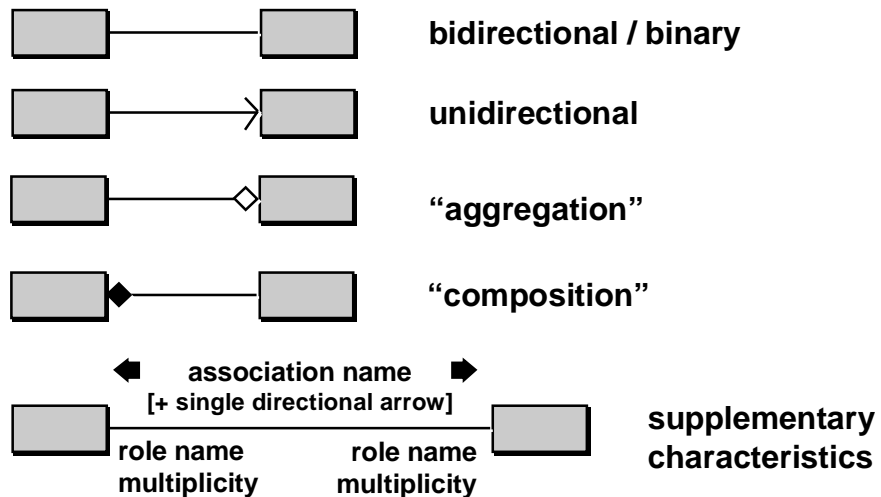 bidirectional / binary
unidirectional
“aggregation”
“composition”
association name
[+ single directional arrow]
supplementary
characteristics
role name
multiplicity
role name
multiplicity